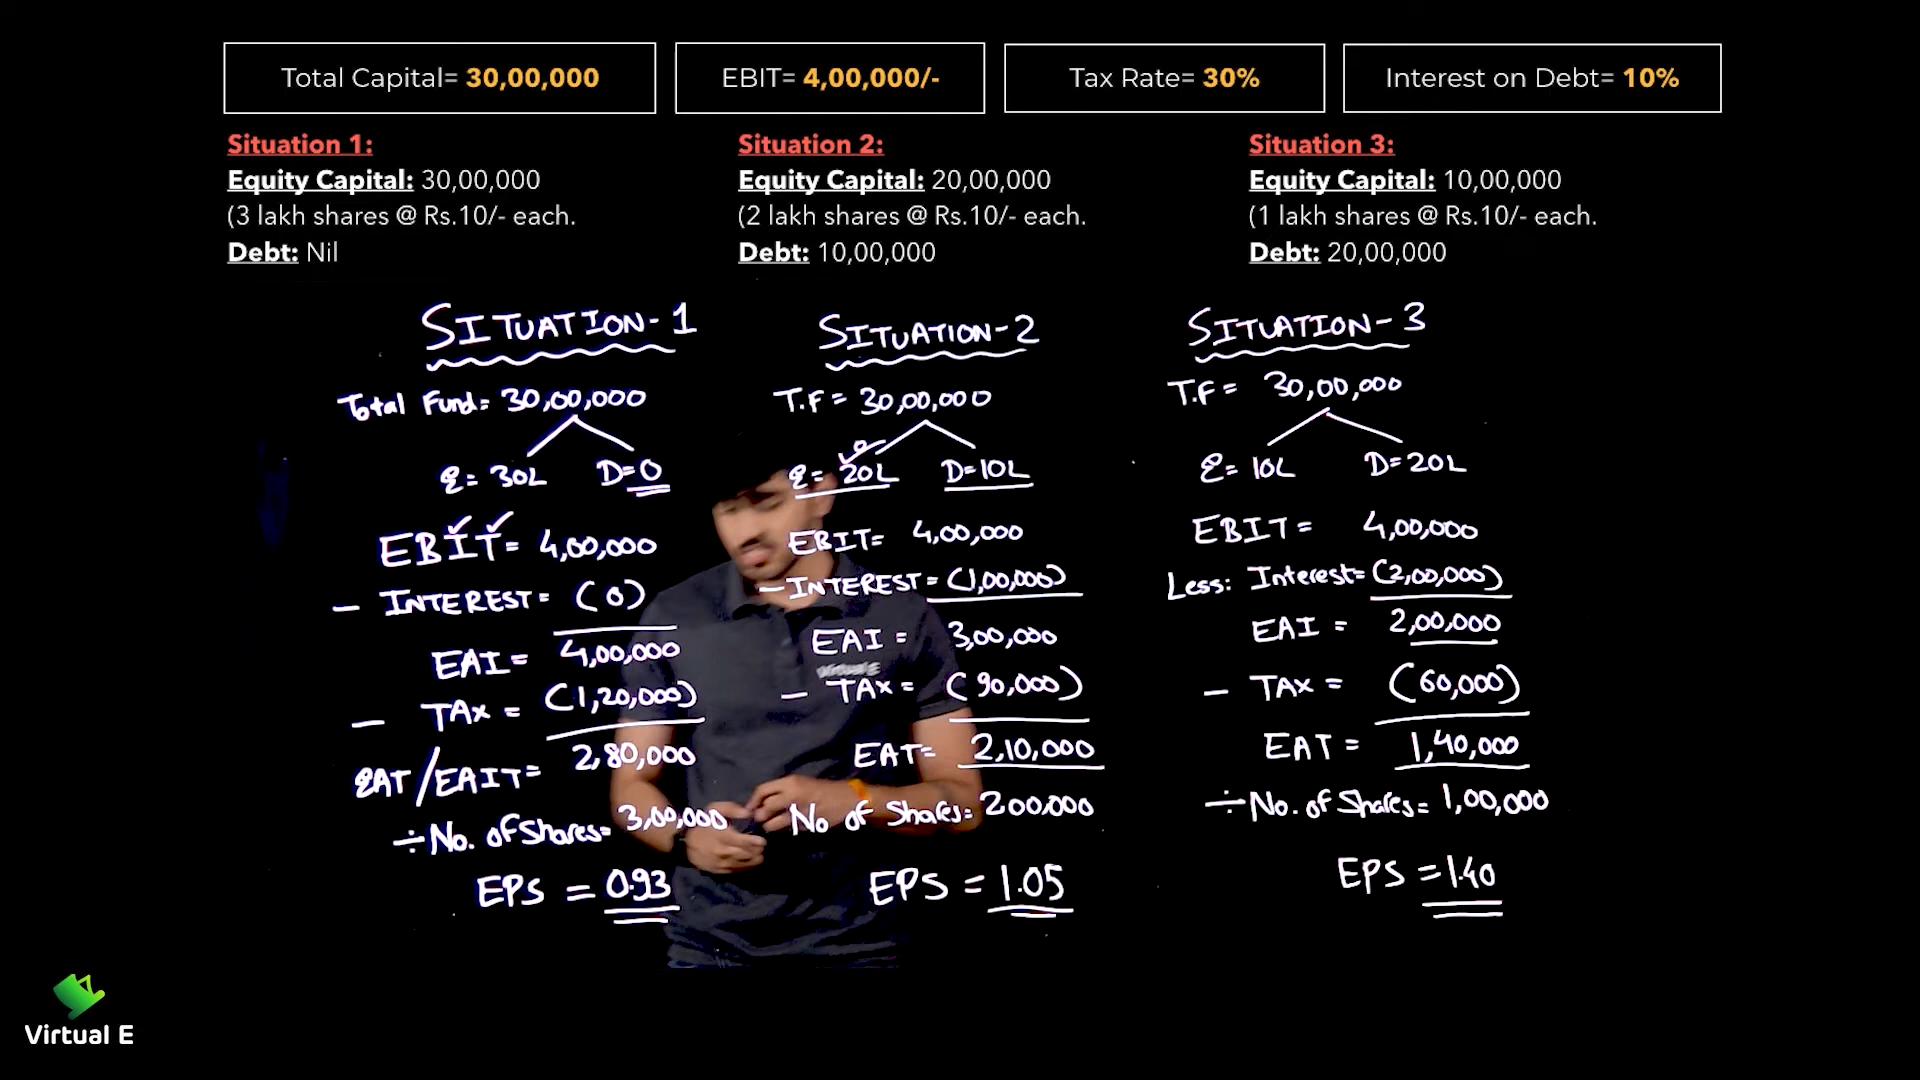 Total Capital= 30,00,000
EBIT= 4,00,000/-
Tax Rate= 30%
Interest on Debt= 10%
Situation 1:
Equity Capital: 30,00,000
(3 lakh shares @ Rs.10/- each.
Debt: Nil
Situation 2:
Equity Capital: 20,00,000
(2 lakh shares @ Rs.10/- each.
Debt: 10,00,000
Situation 3:
Equity Capital: 10,00,000
(1 lakh shares @ Rs.10/- each.
Debt: 20,00,000
SITUATION-1
Total Fund= 30,00,000
E= 30L D=0
EBIT= 4,00,000
- INTEREST= (0)
EAI= 4,00,000
- TAx = (1,20,000)
EAT/EAIT= 2,80,000
÷No. of Shares= 3,00,000
EPS = 0.93
SITUATION-2
T.F = 30,00,000
E= 20L D=10L
EBIT= 4,00,000
-INTEREST= (1,00,000)
EAI = 3,00,000
Virtual E
- TAx = (90,000)
EAT= 2,10,000
No of Shares= 200,000
EPS = 1.05
SITUATION-3
T.F = 30,00,000
E= 10L D=20L
EBIT= 4,00,000
Less: Interest= (2,00,000)
EAI = 2,00,000
- TAX = (60,000)
EAT = 1,40,000
÷No. of Shares= 1,00,000
EPS =1.40
Virtual E